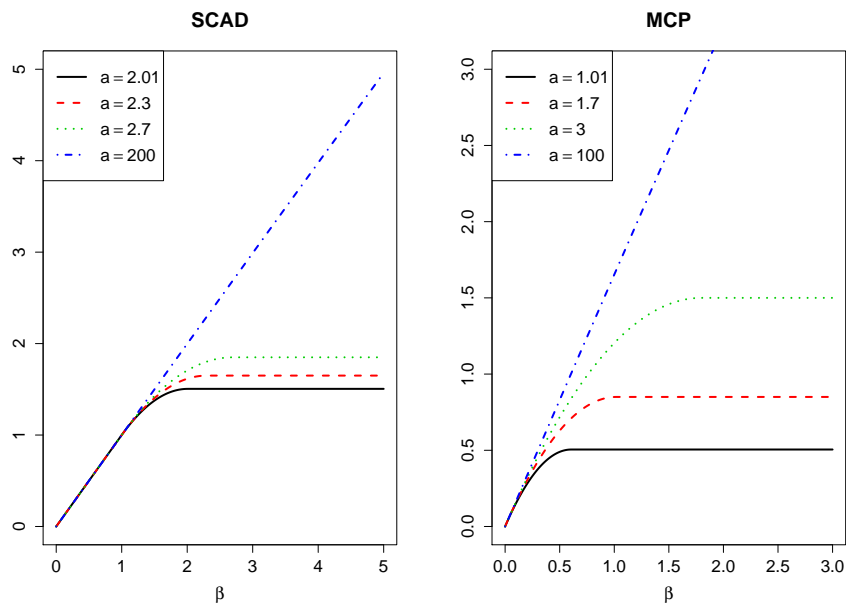 SCAD
a = 2.01
a = 2.3
a = 2.7
a = 200
5
4
3
2
1
0
0 1 2 3 4 5
β
MCP
a = 1.01
a = 1.7
a = 3
a = 100
3.0
2.5
2.0
1.5
1.0
0.5
0.0
0.0 0.5 1.0 1.5 2.0 2.5 3.0
β